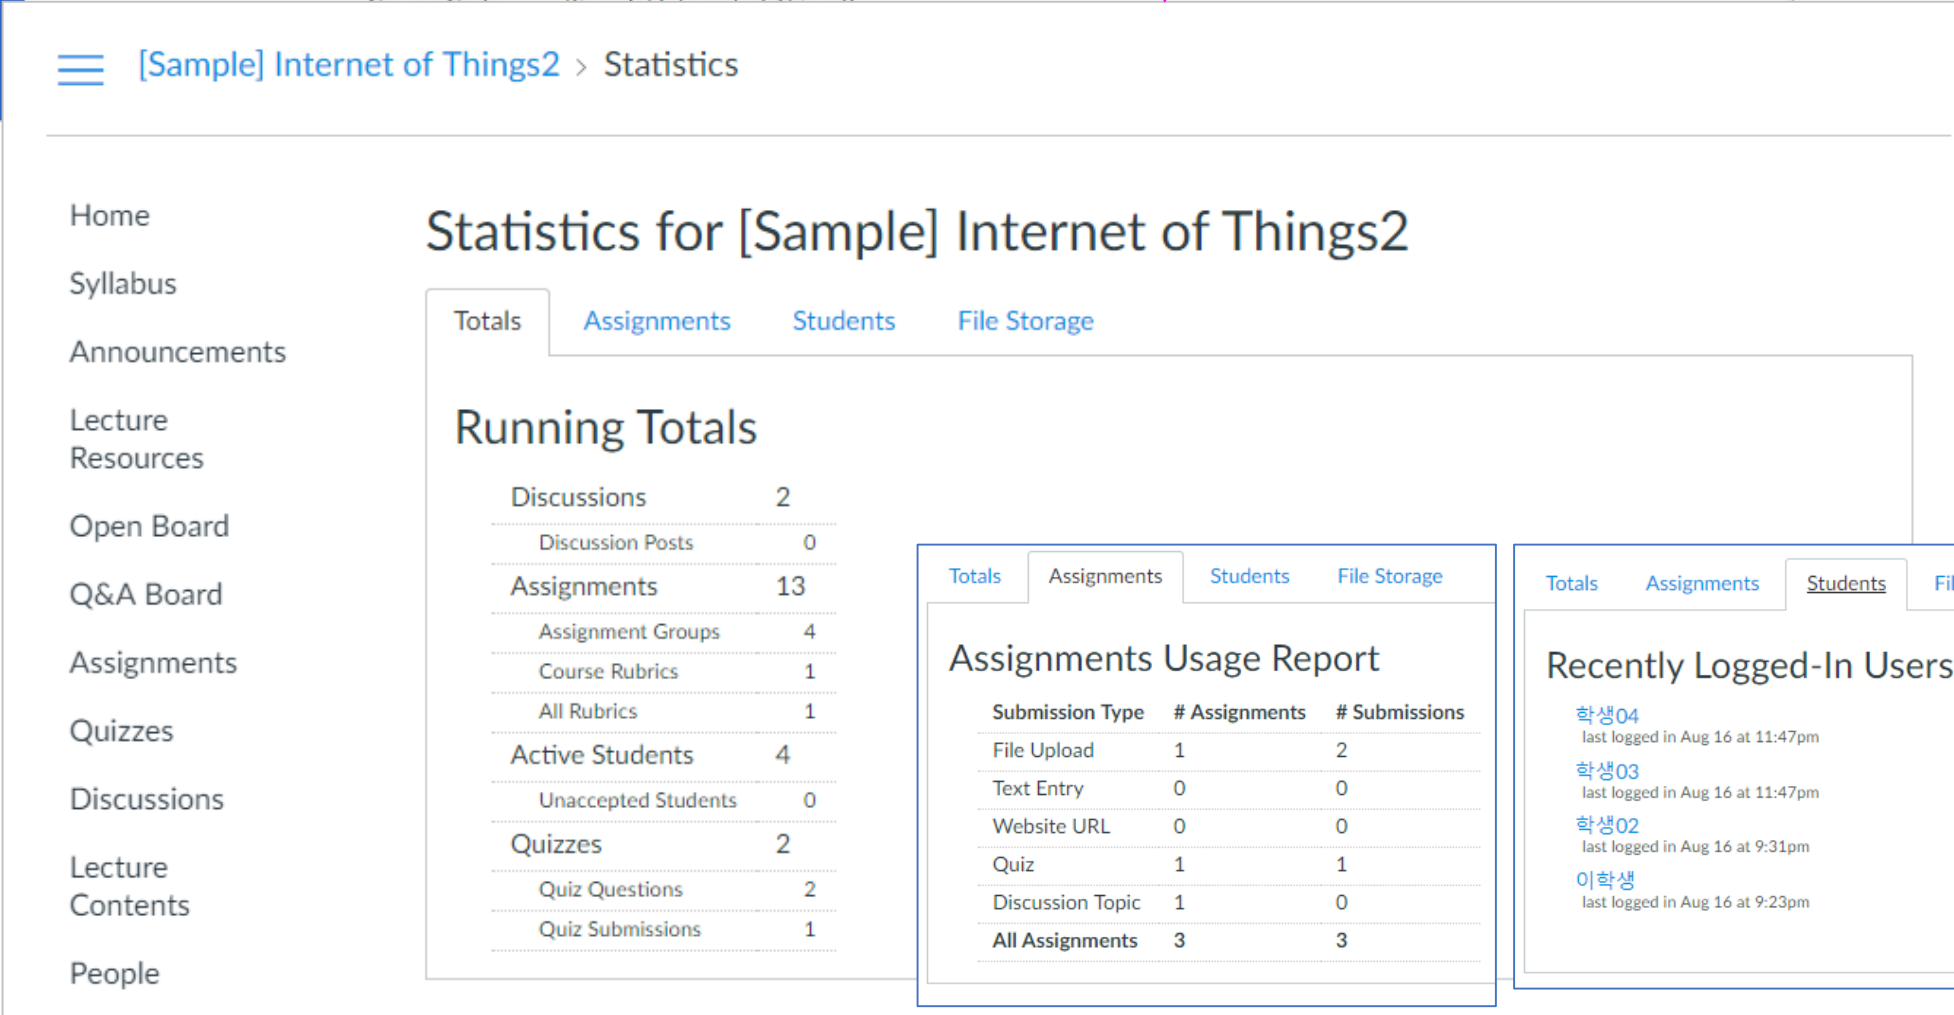 [Sample] Internet of Things2 > Statistics
Home
Syllabus
Announcements
Lecture
Resources
Open Board
Q&A Board
Assignments
Quizzes
Discussions
Lecture
Contents
People
Statistics for [Sample] Internet of Things2
Totals Assignments Students File Storage
Running Totals
Discussions 2
Discussion Posts 0
Assignments 13
Assignment Groups 4
Course Rubrics 1
All Rubrics 1
Active Students 4
Unaccepted Students 0
Quizzes 2
Quiz Questions 2
Quiz Submissions 1
Totals Assignments Students File Storage
Assignments Usage Report
Submission Type # Assignments # Submissions
File Upload 1 2
Text Entry 0 0
Website URL 0 0
Quiz 1 1
Discussion Topic 1 0
All Assignments 3 3
Totals Assignments Students
Recently Logged-In Users
학생04
last logged in Aug 16 at 11:47pm
학생03
last logged in Aug 16 at 11:47pm
학생02
last logged in Aug 16 at 9:31pm
이학생
last logged in Aug 16 at 9:23pm